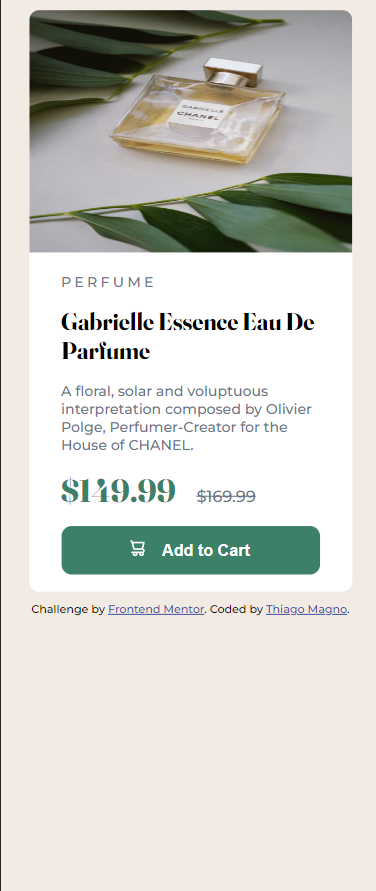 GABRIELLE
CHANEL
PERFUME
Gabrielle Essence Eau De
Parfume
A floral, solar and voluptuous
interpretation composed by Olivier
Polge, Perfumer-Creator for the
House of CHANEL.
$149.99 $169.99
Add to Cart
Challenge by Frontend Mentor. Coded by Thiago Magno.